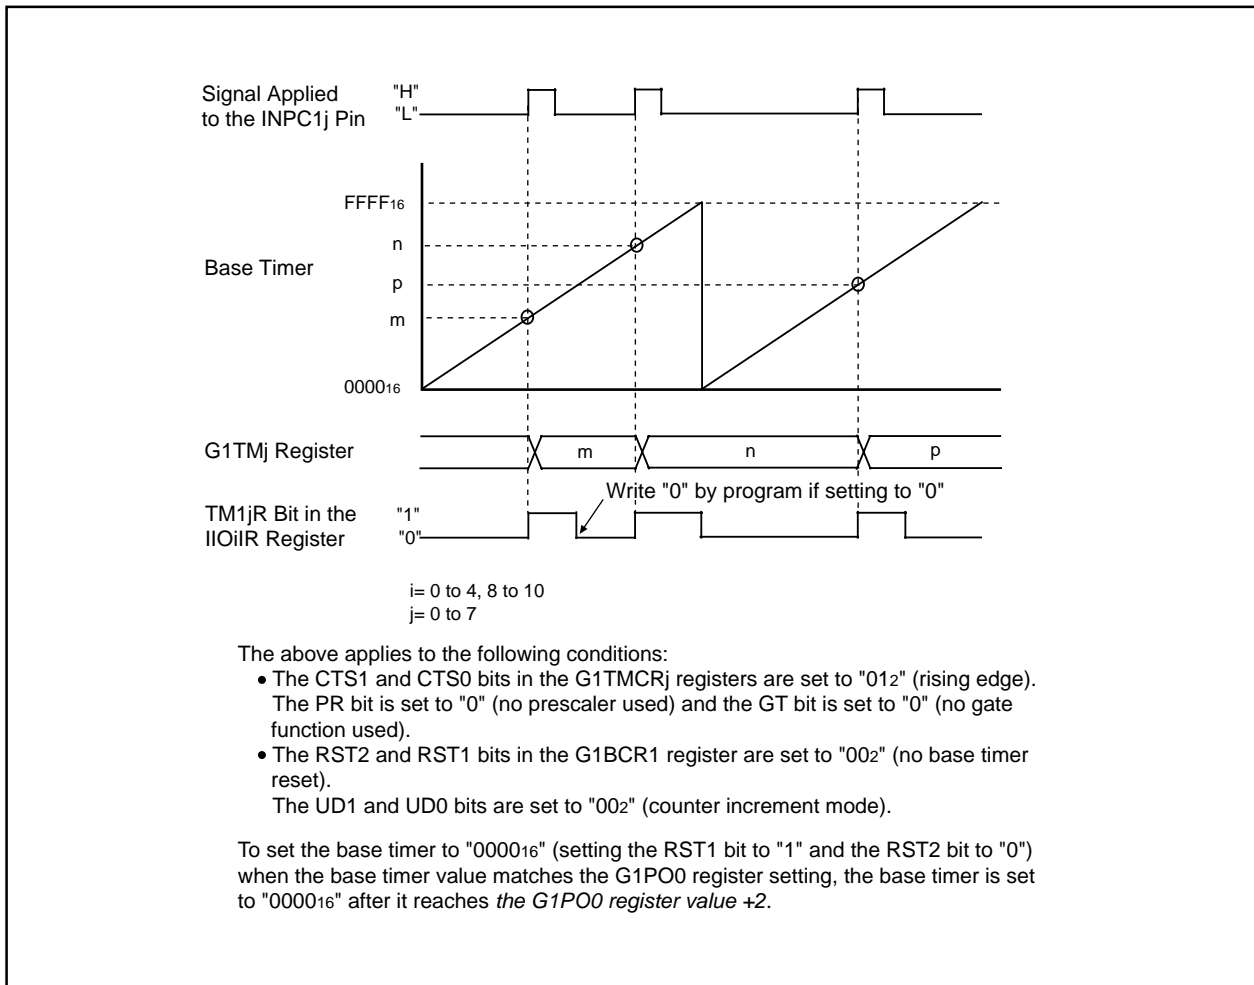 Signal Applied
to the INPC1j Pin
"H"
"L"
FFFF16
n
Base Timer
p
m
000016
G1TMj Register
m
n
p
Write "0" by program if setting to "0"
TM1jR Bit in the
IIOiIR Register
"1"
"0"
i= 0 to 4, 8 to 10
j= 0 to 7
The above applies to the following conditions:
● The CTS1 and CTS0 bits in the G1TMCRj registers are set to "012" (rising edge).
The PR bit is set to "0" (no prescaler used) and the GT bit is set to "0" (no gate
function used).
● The RST2 and RST1 bits in the G1BCR1 register are set to "002" (no base timer
reset).
The UD1 and UD0 bits are set to "002" (counter increment mode).
To set the base timer to "000016" (setting the RST1 bit to "1" and the RST2 bit to "0")
when the base timer value matches the G1PO0 register setting, the base timer is set
to "000016" after it reaches the G1PO0 register value +2.